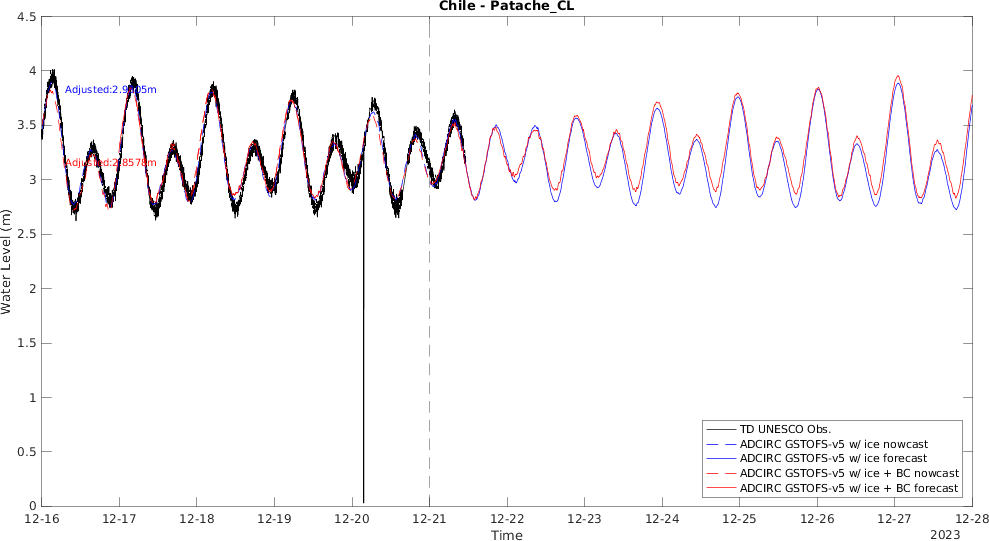 Chile - Patache_CL
4.5
4
3.5
3
2.5
2
1.5
1
0.5
0
Water Level (m)
Adjusted:
Adjusted:
12-16
12-17
12-18
12-19
12-20
12-21
12-22
12-23
12-24
12-25
12-26
12-27
12-28
Time
2023
TD UNESCO Obs.
ADCIRC GSTOFS-v5 w/ ice nowcast
ADCIRC GSTOFS-v5 w/ ice forecast
ADCIRC GSTOFS-v5 w/ ice + BC nowcast
ADCIRC GSTOFS-v5 w/ ice + BC forecast